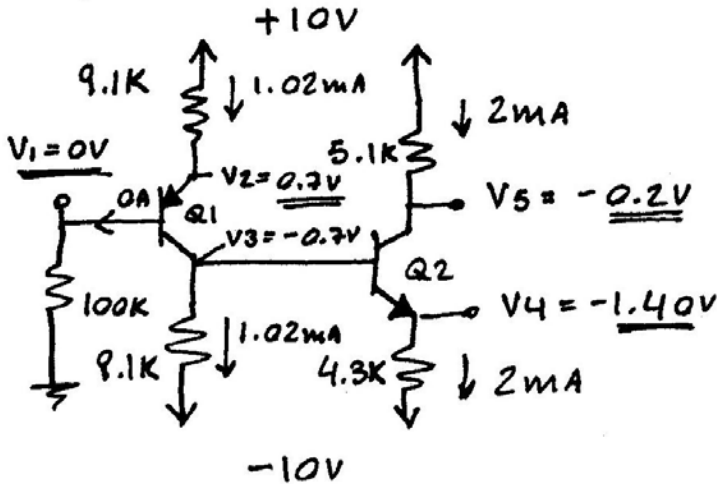 +10V
9.1K
1.02mA
2mA
V1=0V
5.1K
0A
V2=0.7V
V5= -0.2V
Q1
V3=-0.7V
Q2
100K
V4=-1.40V
9.1K
1.02mA
4.3K
2mA
-10V